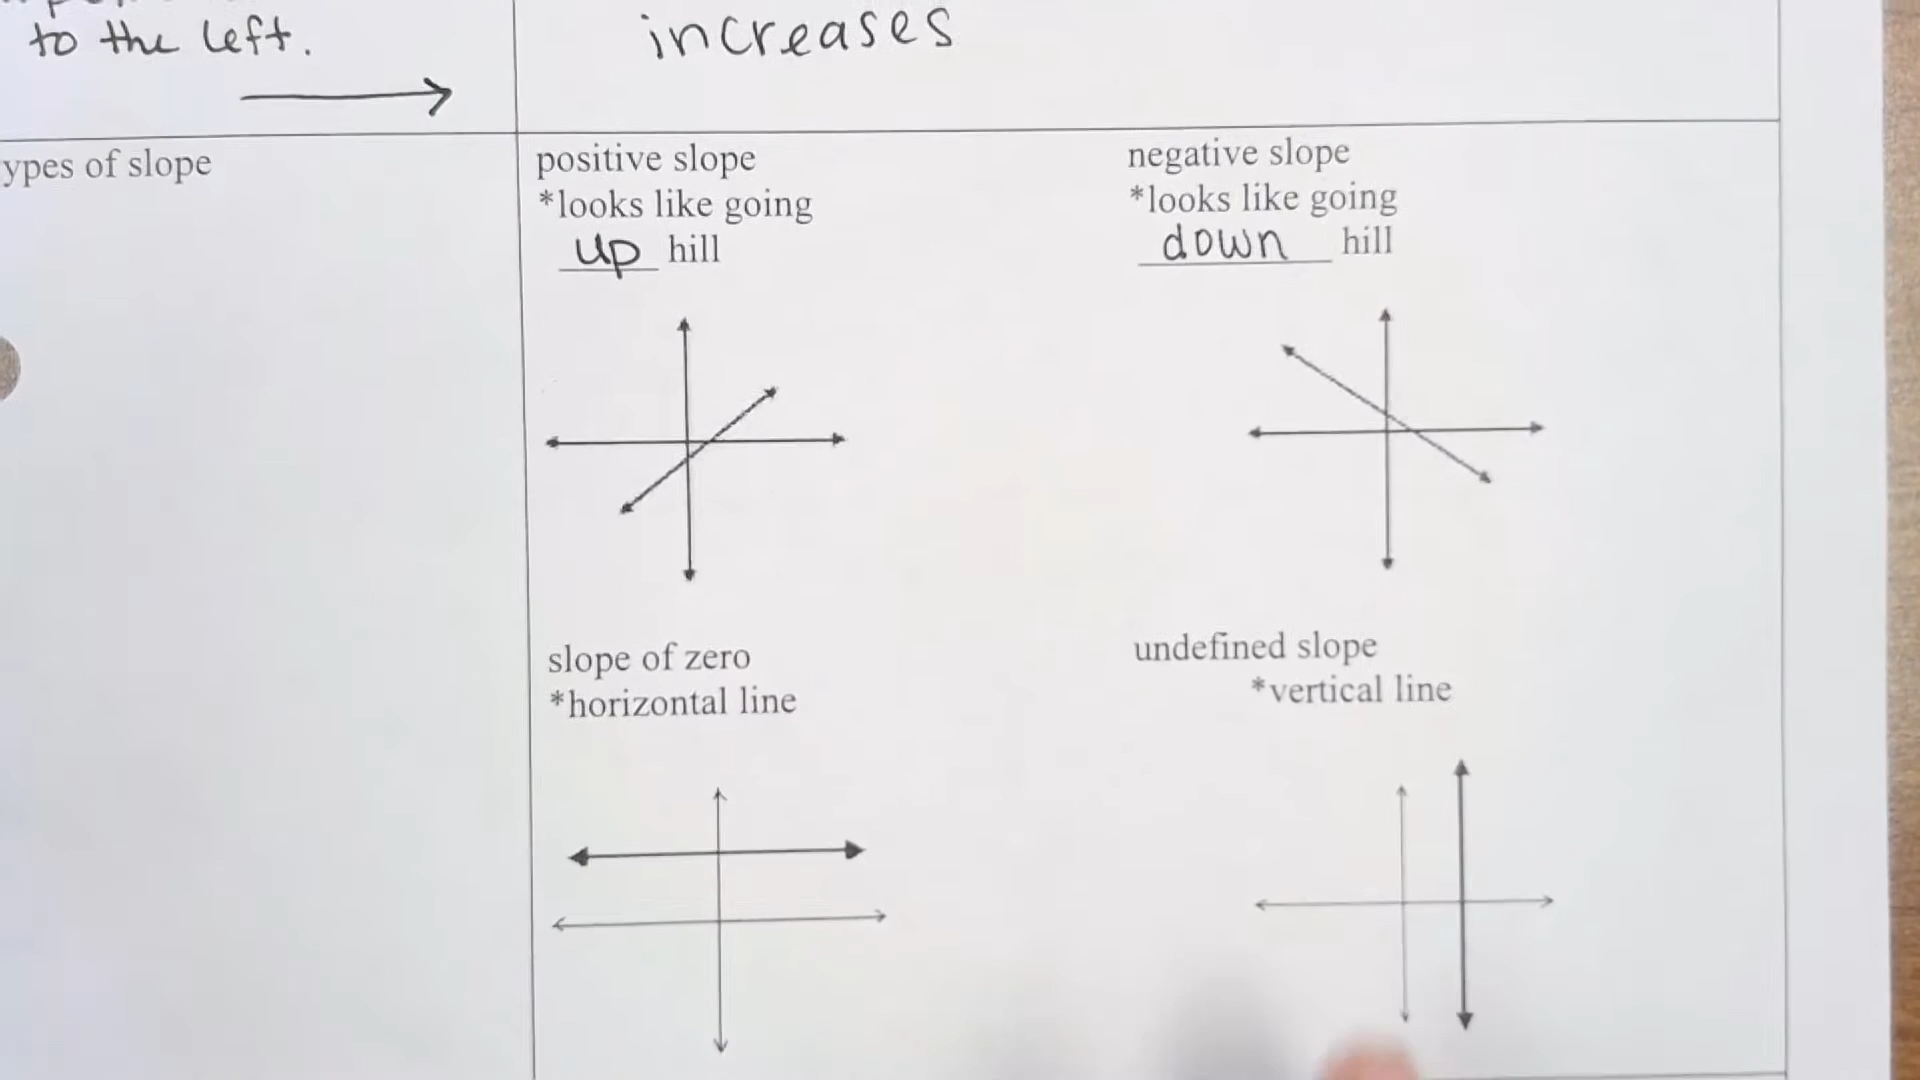 to the left.
increases
ypes of slope
positive slope
*looks like going
up hill
negative slope
*looks like going
down hill
slope of zero
*horizontal line
undefined slope
*vertical line